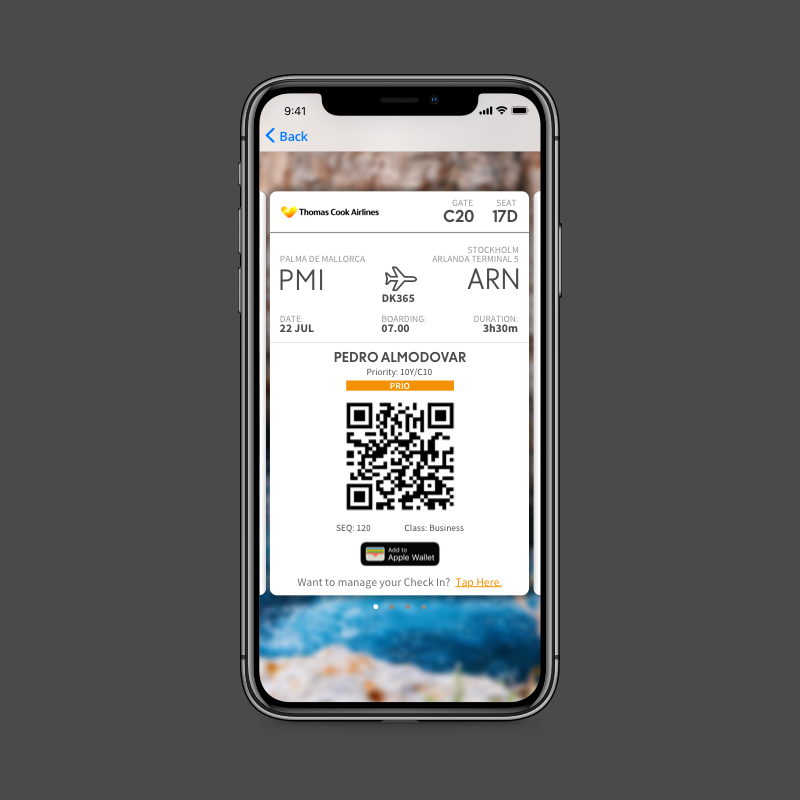 9:41
Back
Thomas Cook Airlines
GATE SEAT
C20 17D
STOCKHOLM
PALMA DE MALLORCA ARLANDA TERMINAL 5
PMI ARN
DK365
DATE: BOARDING: DURATION:
22 JUL 07.00 3h30m
PEDRO ALMODOVAR
Priority: 10Y/C10
PRIO
SEQ: 120 Class: Business
Add to
Apple Wallet
Want to manage your Check In? Tap Here.